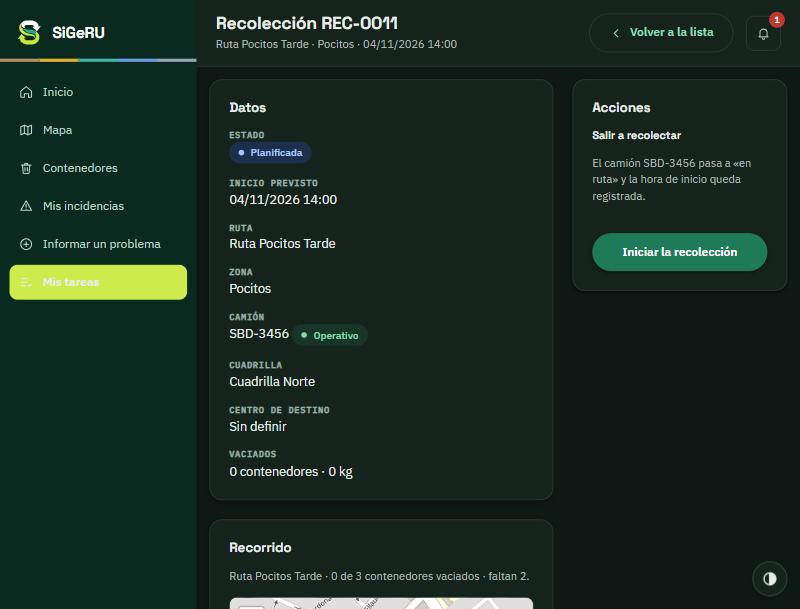 SiGeRU
Inicio
Mapa
Contenedores
Mis incidencias
Informar un problema
Mis tareas
Recolección REC-0011
Ruta Pocitos Tarde · Pocitos · 04/11/2026 14:00
Volver a la lista
1
Datos
ESTADO
Planificada
INICIO PREVISTO
04/11/2026 14:00
RUTA
Ruta Pocitos Tarde
ZONA
Pocitos
CAMIÓN
SBD-3456 Operativo
CUADRILLA
Cuadrilla Norte
CENTRO DE DESTINO
Sin definir
VACIADOS
0 contenedores · 0 kg
Acciones
Salir a recolectar
El camión SBD-3456 pasa a «en
ruta» y la hora de inicio queda
registrada.
Iniciar la recolección
Recorrido
Ruta Pocitos Tarde · 0 de 3 contenedores vaciados · faltan 2.